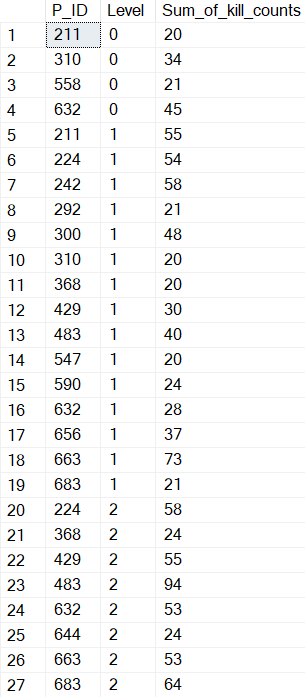 P_ID Level Sum_of_kill_counts
1 211 0 20
2 310 0 34
3 558 0 21
4 632 0 45
5 211 1 55
6 224 1 54
7 242 1 58
8 292 1 21
9 300 1 48
10 310 1 20
11 368 1 20
12 429 1 30
13 483 1 40
14 547 1 20
15 590 1 24
16 632 1 28
17 656 1 37
18 663 1 73
19 683 1 21
20 224 2 58
21 368 2 24
22 429 2 55
23 483 2 94
24 632 2 53
25 644 2 24
26 663 2 53
27 683 2 64